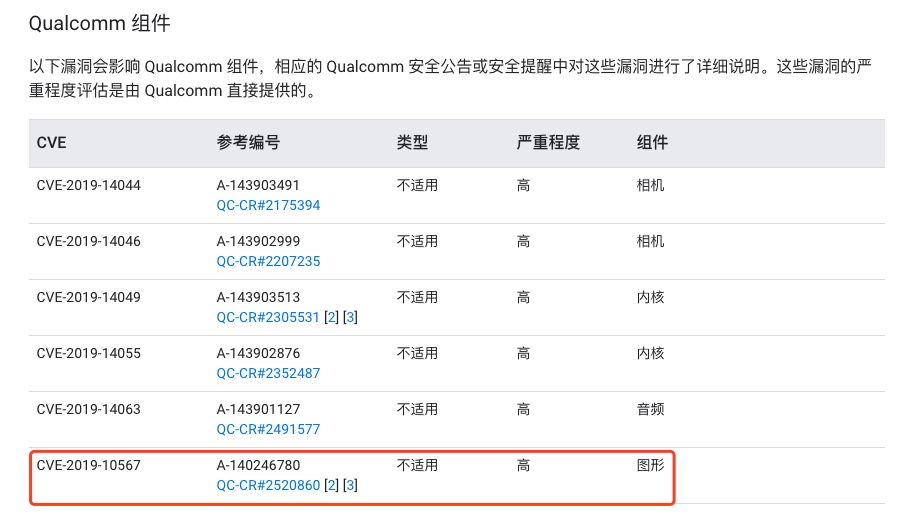 Qualcomm 组件
以下漏洞会影响 Qualcomm 组件，相应的 Qualcomm 安全公告或安全提醒中对这些漏洞进行了详细说明。这些漏洞的严
重程度评估是由 Qualcomm 直接提供的。
CVE 参考编号 类型 严重程度 组件
CVE-2019-14044 A-143903491 不适用 高 相机
QC-CR#2175394
CVE-2019-14046 A-143902999 不适用 高 相机
QC-CR#2207235
CVE-2019-14049 A-143903513 不适用 高 内核
QC-CR#2305531 [2] [3]
CVE-2019-14055 A-143902876 不适用 高 内核
QC-CR#2352487
CVE-2019-14063 A-143901127 不适用 高 音频
QC-CR#2491577
CVE-2019-10567 A-140246780 不适用 高 图形
QC-CR#2520860 [2] [3]